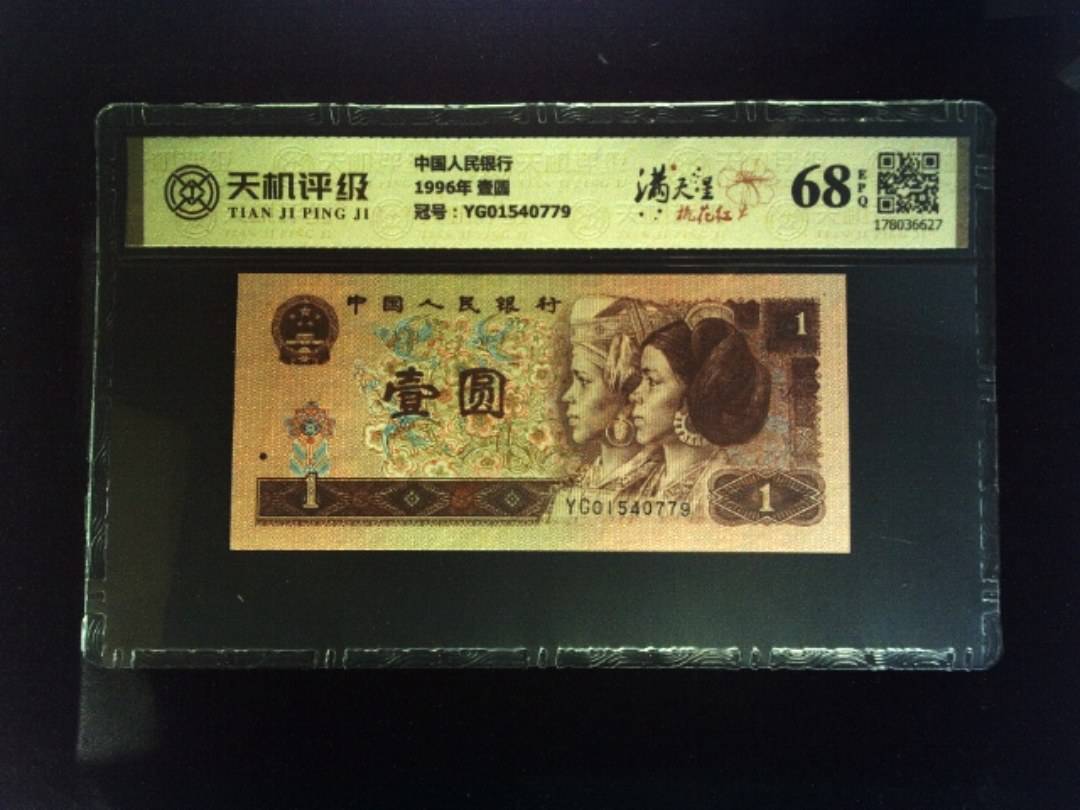 天机评级
TIAN JI PING JI
中国人民银行
1996年 壹圆
冠号：YG01540779
满天星
桃花红
68
EPQ
178036627
中国人民银行
1
壹圆
1
YG01540779
1